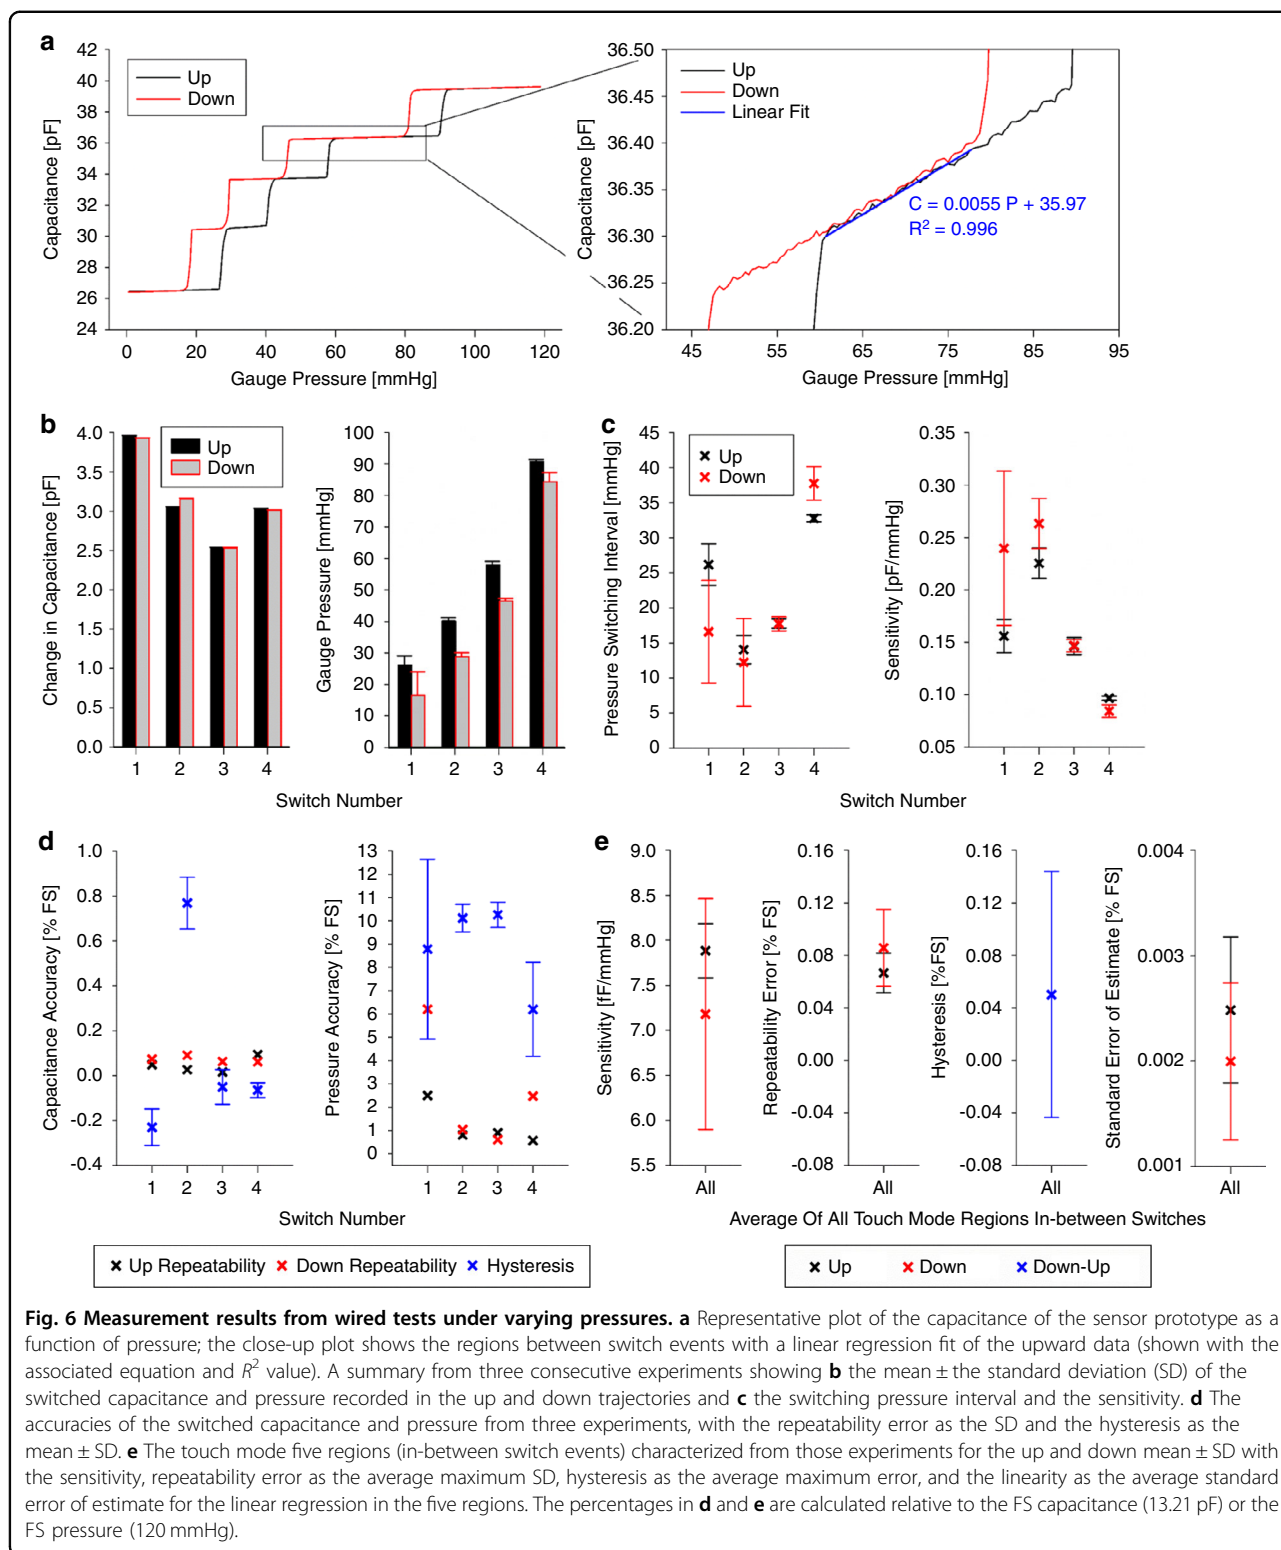 a
42
40
38
36
34
32
30
28
26
24
Capacitance [pF]
Up
Down
0
20
40
60
80
100
120
Gauge Pressure [mmHg]
36.50
36.45
36.40
36.35
36.30
36.25
36.20
Capacitance [pF]
Up
Down
Linear Fit
C = 0.0055 P + 35.97
R² = 0.996
45
55
65
75
85
95
Gauge Pressure [mmHg]
b
4.0
3.5
3.0
2.5
2.0
1.5
1.0
0.5
0.0
Change in Capacitance [pF]
Up
Down
1
2
3
4
100
90
80
70
60
50
40
30
20
10
0
Gauge Pressure [mmHg]
1
2
3
4
Switch Number
c
45
40
35
30
25
20
15
10
5
0
Pressure Switching Interval [mmHg]
Up
Down
1
2
3
4
0.35
0.30
0.25
0.20
0.15
0.10
0.05
Sensitivity [pF/mmHg]
1
2
3
4
Switch Number
d
1.0
0.8
0.6
0.4
0.2
0.0
-0.2
-0.4
Capacitance Accuracy [% FS]
1
2
3
4
13
12
11
10
9
8
7
6
5
4
3
2
1
0
Pressure Accuracy [% FS]
1
2
3
4
Switch Number
Up Repeatability
Down Repeatability
Hysteresis
e
9.0
8.5
8.0
7.5
7.0
6.5
6.0
5.5
Sensitivity [fF/mmHg]
All
0.16
0.12
0.08
0.04
0.00
-0.04
-0.08
Repeatability Error [% FS]
All
0.16
0.12
0.08
0.04
0.00
-0.04
-0.08
Hysteresis [%FS]
All
0.004
0.003
0.002
0.001
Standard Error of Estimate [% FS]
All
Average Of All Touch Mode Regions In-between Switches
Up
Down
Down-Up
Fig. 6 Measurement results from wired tests under varying pressures. a Representative plot of the capacitance of the sensor prototype as a
function of pressure; the close-up plot shows the regions between switch events with a linear regression fit of the upward data (shown with the
associated equation and R² value). A summary from three consecutive experiments showing b the mean ± the standard deviation (SD) of the
switched capacitance and pressure recorded in the up and down trajectories and c the switching pressure interval and the sensitivity. d The
accuracies of the switched capacitance and pressure from three experiments, with the repeatability error as the SD and the hysteresis as the
mean ± SD. e The touch mode five regions (in-between switch events) characterized from those experiments for the up and down mean ± SD with
the sensitivity, repeatability error as the average maximum SD, hysteresis as the average maximum error, and the linearity as the average standard
error of estimate for the linear regression in the five regions. The percentages in d and e are calculated relative to the FS capacitance (13.21 pF) or the
FS pressure (120 mmHg).